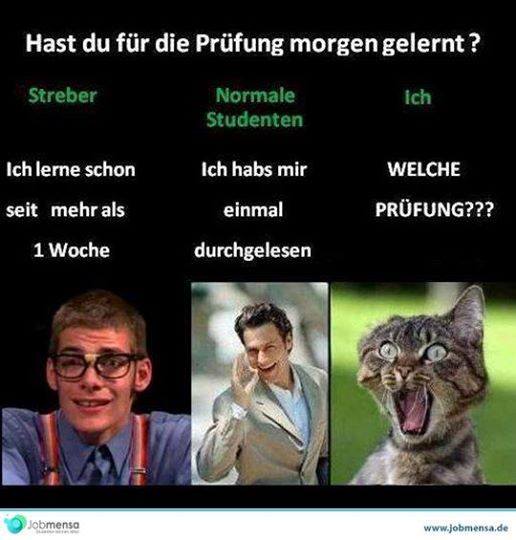 Hast du für die Prüfung morgen gelernt ?
Streber
Normale
Studenten
Ich
Ich lerne schon
seit mehr als
1 Woche
Ich habs mir
einmal
durchgelesen
WELCHE
PRÜFUNG???
Jobmensa
www.jobmensa.de